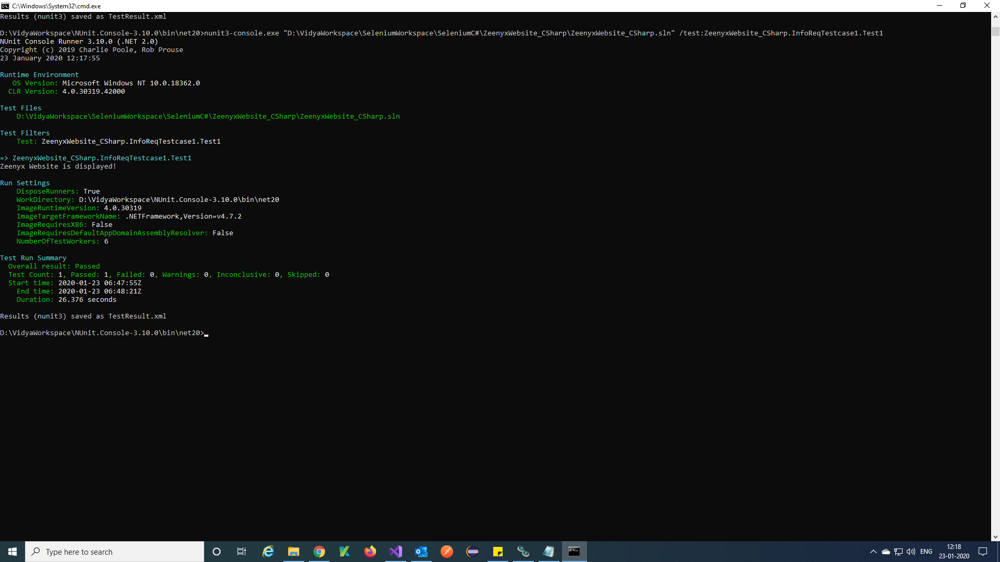 C:\Windows\System32\cmd.exe
Results (nunit3) saved as TestResult.xml
D:\VidyaWorkspace\NUnit.Console-3.10.0\bin\net20>nunit3-console.exe "D:\VidyaWorkspace\SeleniumWorkspace\SeleniumC#\ZeenyxWebsite_CSharp\ZeenyxWebsite_CSharp.sln" /test:ZeenyxWebsite_CSharp.InfoReqTestcase1.Test1
NUnit Console Runner 3.10.0 (.NET 2.0)
Copyright (c) 2019 Charlie Poole, Rob Prouse
23 January 2020 12:17:55
Runtime Environment
OS Version: Microsoft Windows NT 10.0.18362.0
CLR Version: 4.0.30319.42000
Test Files
D:\VidyaWorkspace\SeleniumWorkspace\SeleniumC#\ZeenyxWebsite_CSharp\ZeenyxWebsite_CSharp.sln
Test Filters
Test: ZeenyxWebsite_CSharp.InfoReqTestcase1.Test1
=> ZeenyxWebsite_CSharp.InfoReqTestcase1.Test1
Zeenyx Website is displayed!
Run Settings
DisposeRunners: True
WorkDirectory: D:\VidyaWorkspace\NUnit.Console-3.10.0\bin\net20
ImageRuntimeVersion: 4.0.30319
ImageTargetFrameworkName: .NETFramework,Version=v4.7.2
ImageRequiresX86: False
ImageRequiresDefaultAppDomainAssemblyResolver: False
NumberOfTestWorkers: 6
Test Run Summary
Overall result: Passed
Test Count: 1, Passed: 1, Failed: 0, Warnings: 0, Inconclusive: 0, Skipped: 0
Start time: 2020-01-23 06:47:55Z
End time: 2020-01-23 06:48:21Z
Duration: 26.376 seconds
Results (nunit3) saved as TestResult.xml
D:\VidyaWorkspace\NUnit.Console-3.10.0\bin\net20>
Type here to search
ENG
12:18
23-01-2020